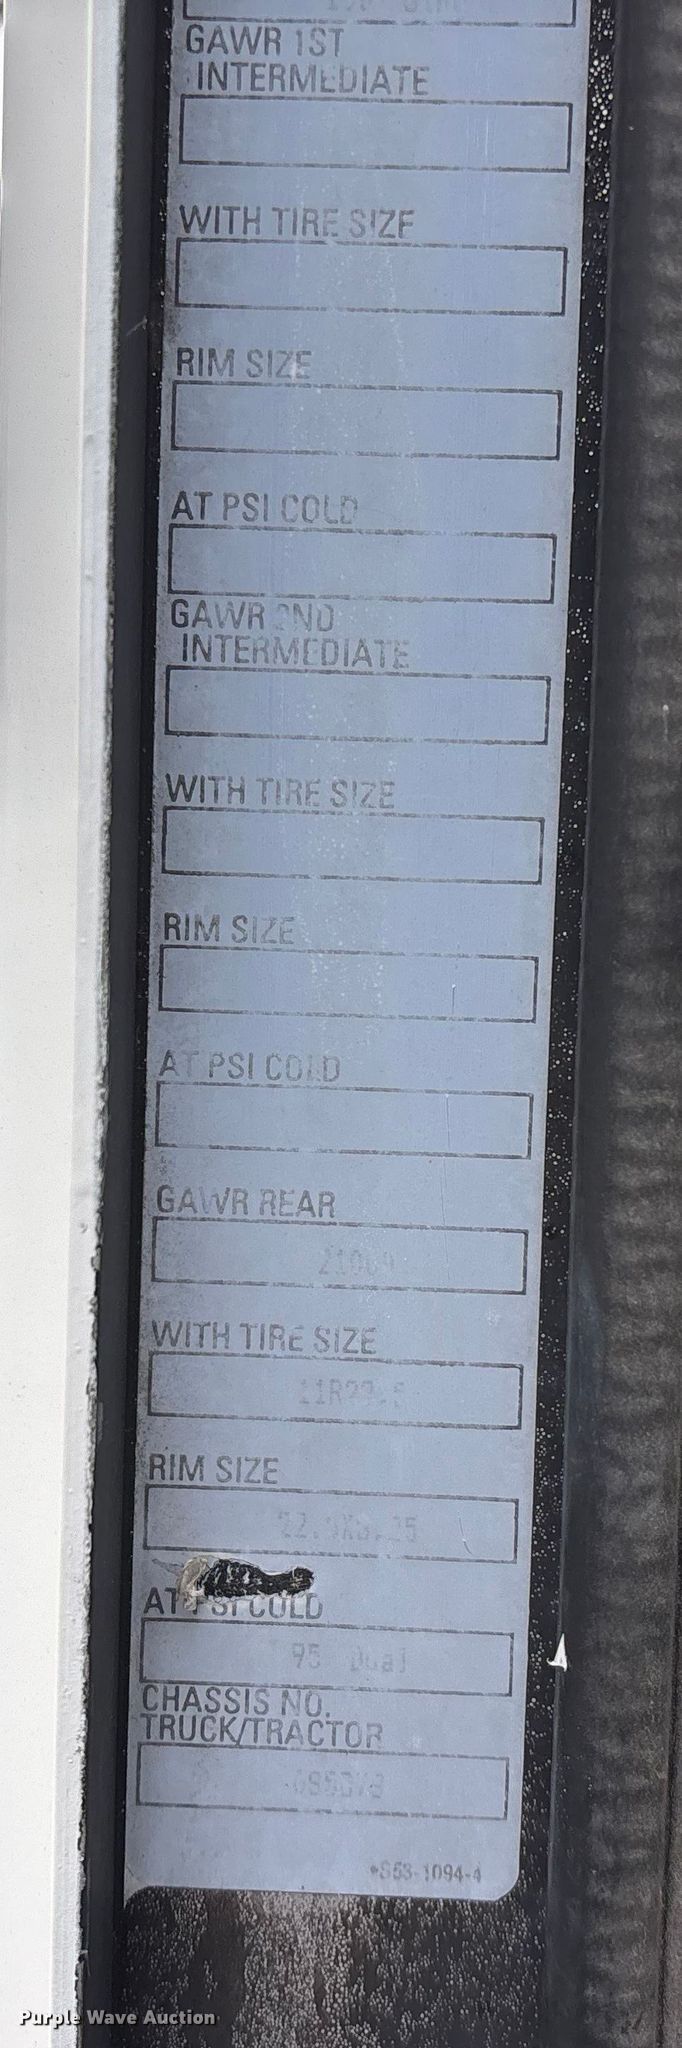 GAWR 1ST
INTERMEDIATE
WITH TIRE SIZE
RIM SIZE
AT PSI COLD
GAWR 2ND
INTERMEDIATE
WITH TIRE SIZE
RIM SIZE
AT PSI COLD
GAWR REAR
WITH TIRE SIZE
11R22.5
RIM SIZE
AT PSI COLD
95 Dual
CHASSIS NO.
TRUCK/TRACTOR
•S53-1094-4
Purple Wave Auction